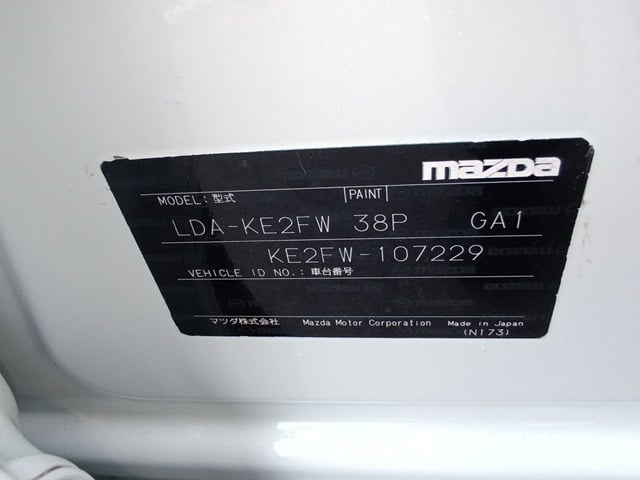 mazda
MODEL:型式 PAINT
LDA-KE2FW 38P GA1
KE2FW-107229
VEHICLE ID NO.:車台番号
マツダ株式会社 Mazda Motor Corporation Made in Japan
(N173)